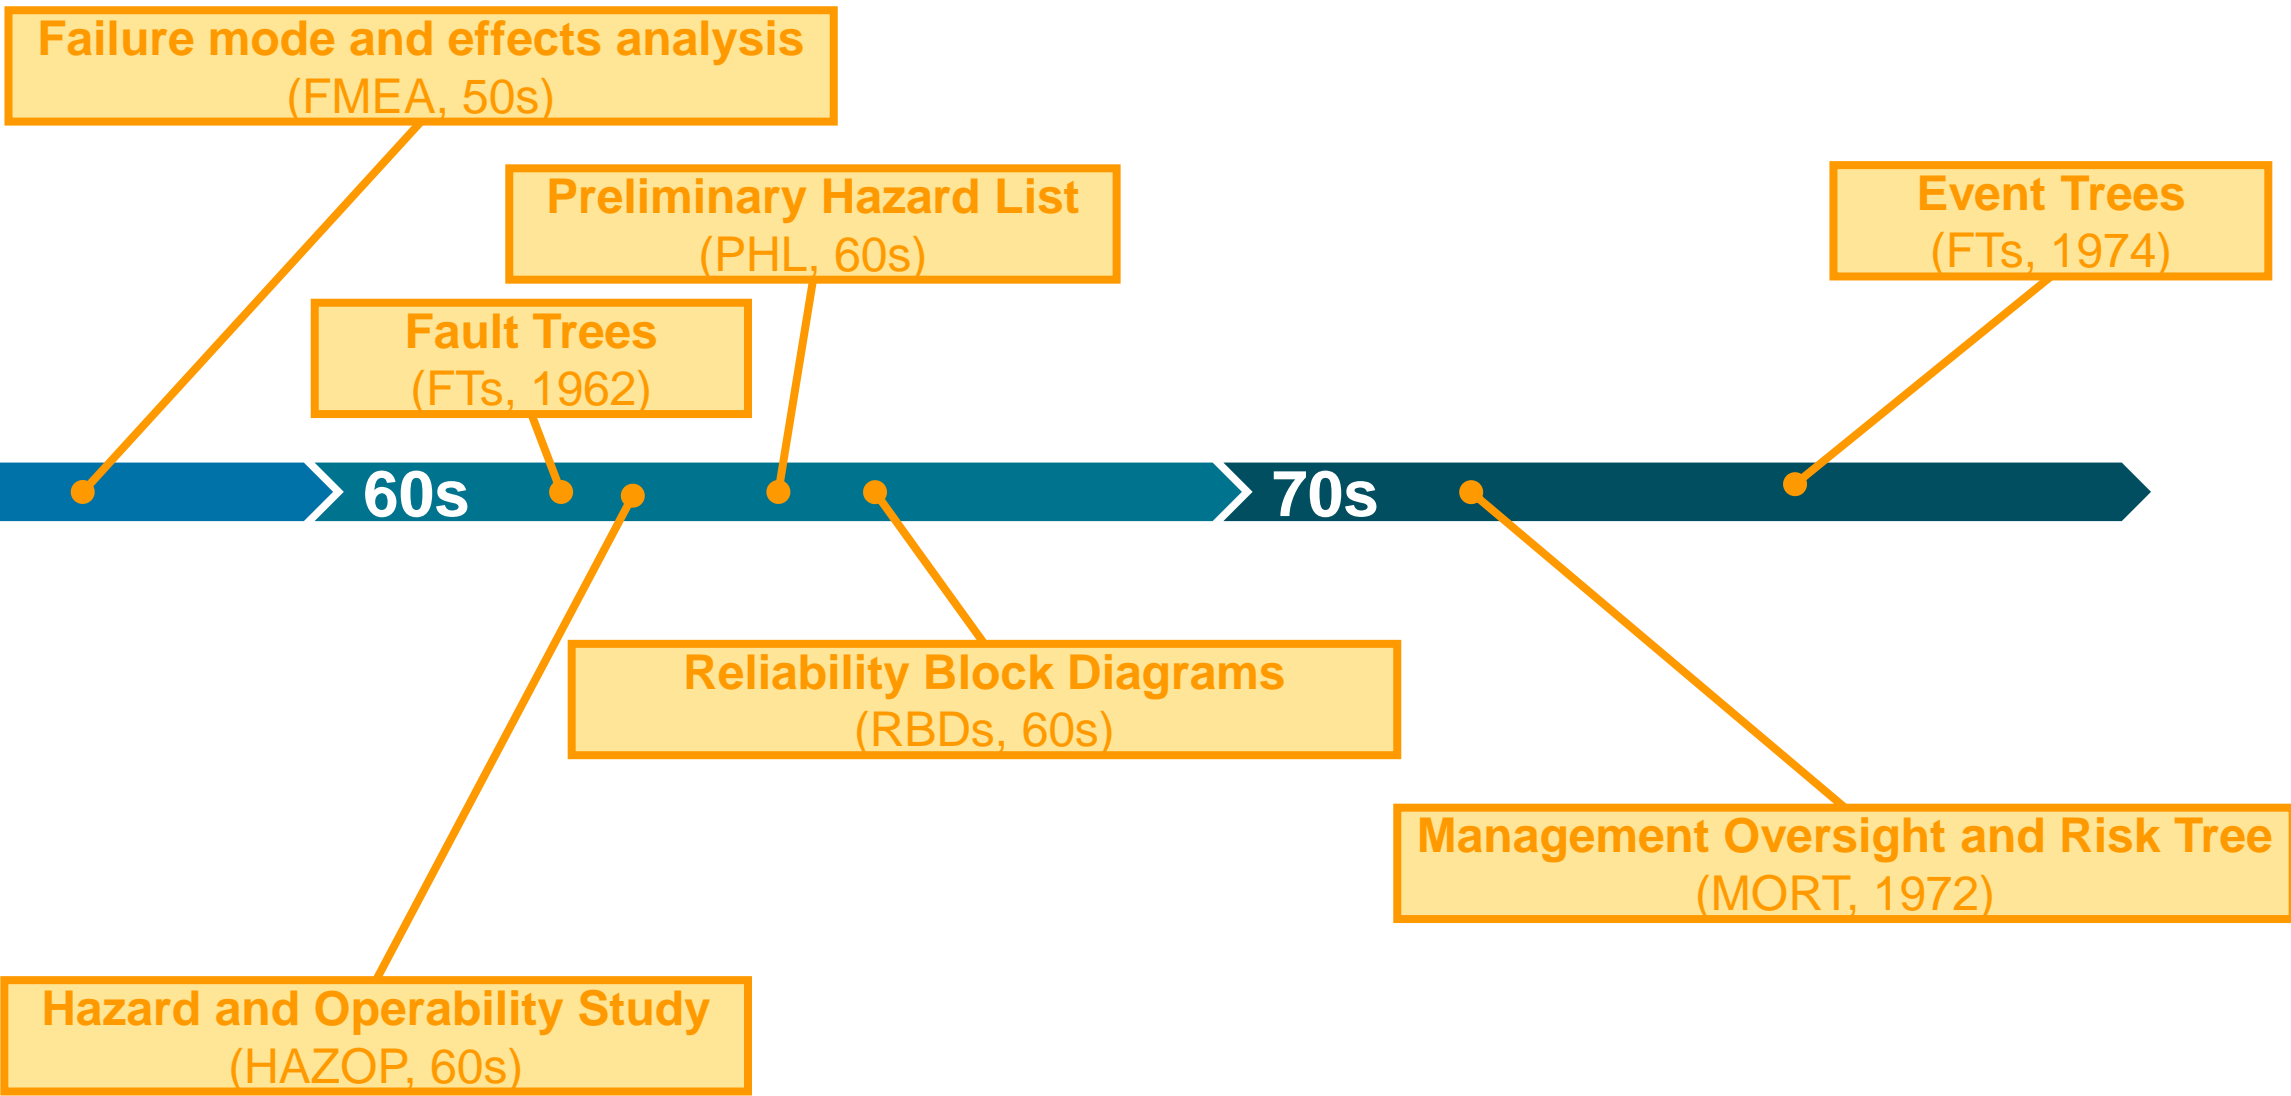 Failure mode and effects analysis
(FMEA, 50s)
Preliminary Hazard List
(PHL, 60s)
Event Trees
(FTs, 1974)
Fault Trees
(FTs, 1962)
60s
70s
Reliability Block Diagrams
(RBDs, 60s)
Management Oversight and Risk Tree
(MORT, 1972)
Hazard and Operability Study
(HAZOP, 60s)